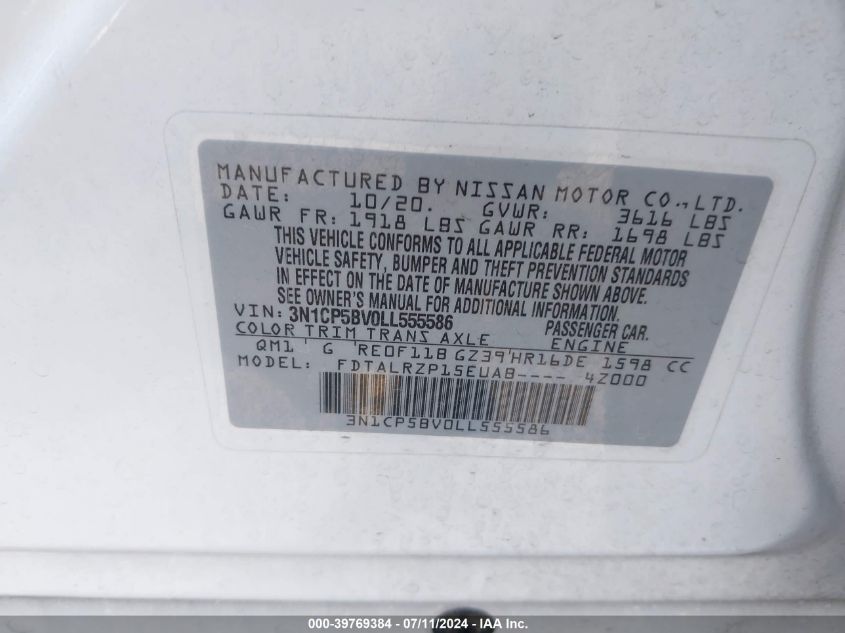 MANUFACTURED BY NISSAN MOTOR CO., LTD.
DATE: 10/20. GVWR: 3616 LBS
GAWR FR: 1918 LBS GAWR RR: 1698 LBS
THIS VEHICLE CONFORMS TO ALL APPLICABLE FEDERAL MOTOR
VEHICLE SAFETY, BUMPER AND THEFT PREVENTION STANDARDS
IN EFFECT ON THE DATE OF MANUFACTURE SHOWN ABOVE.
SEE OWNER'S MANUAL FOR ADDITIONAL INFORMATION.
VIN: 3N1CP5BV0LL555586 PASSENGER CAR.
COLOR TRIM TRANS AXLE ENGINE
QM1 ' G 'RE0F11B GZ39'HR16DE 1598 CC
MODEL: FDTALRZP15EUAB---- 4Z000
3N1CP5BV0LL555586
000-39769384 - 07/11/2024 - IAA Inc.